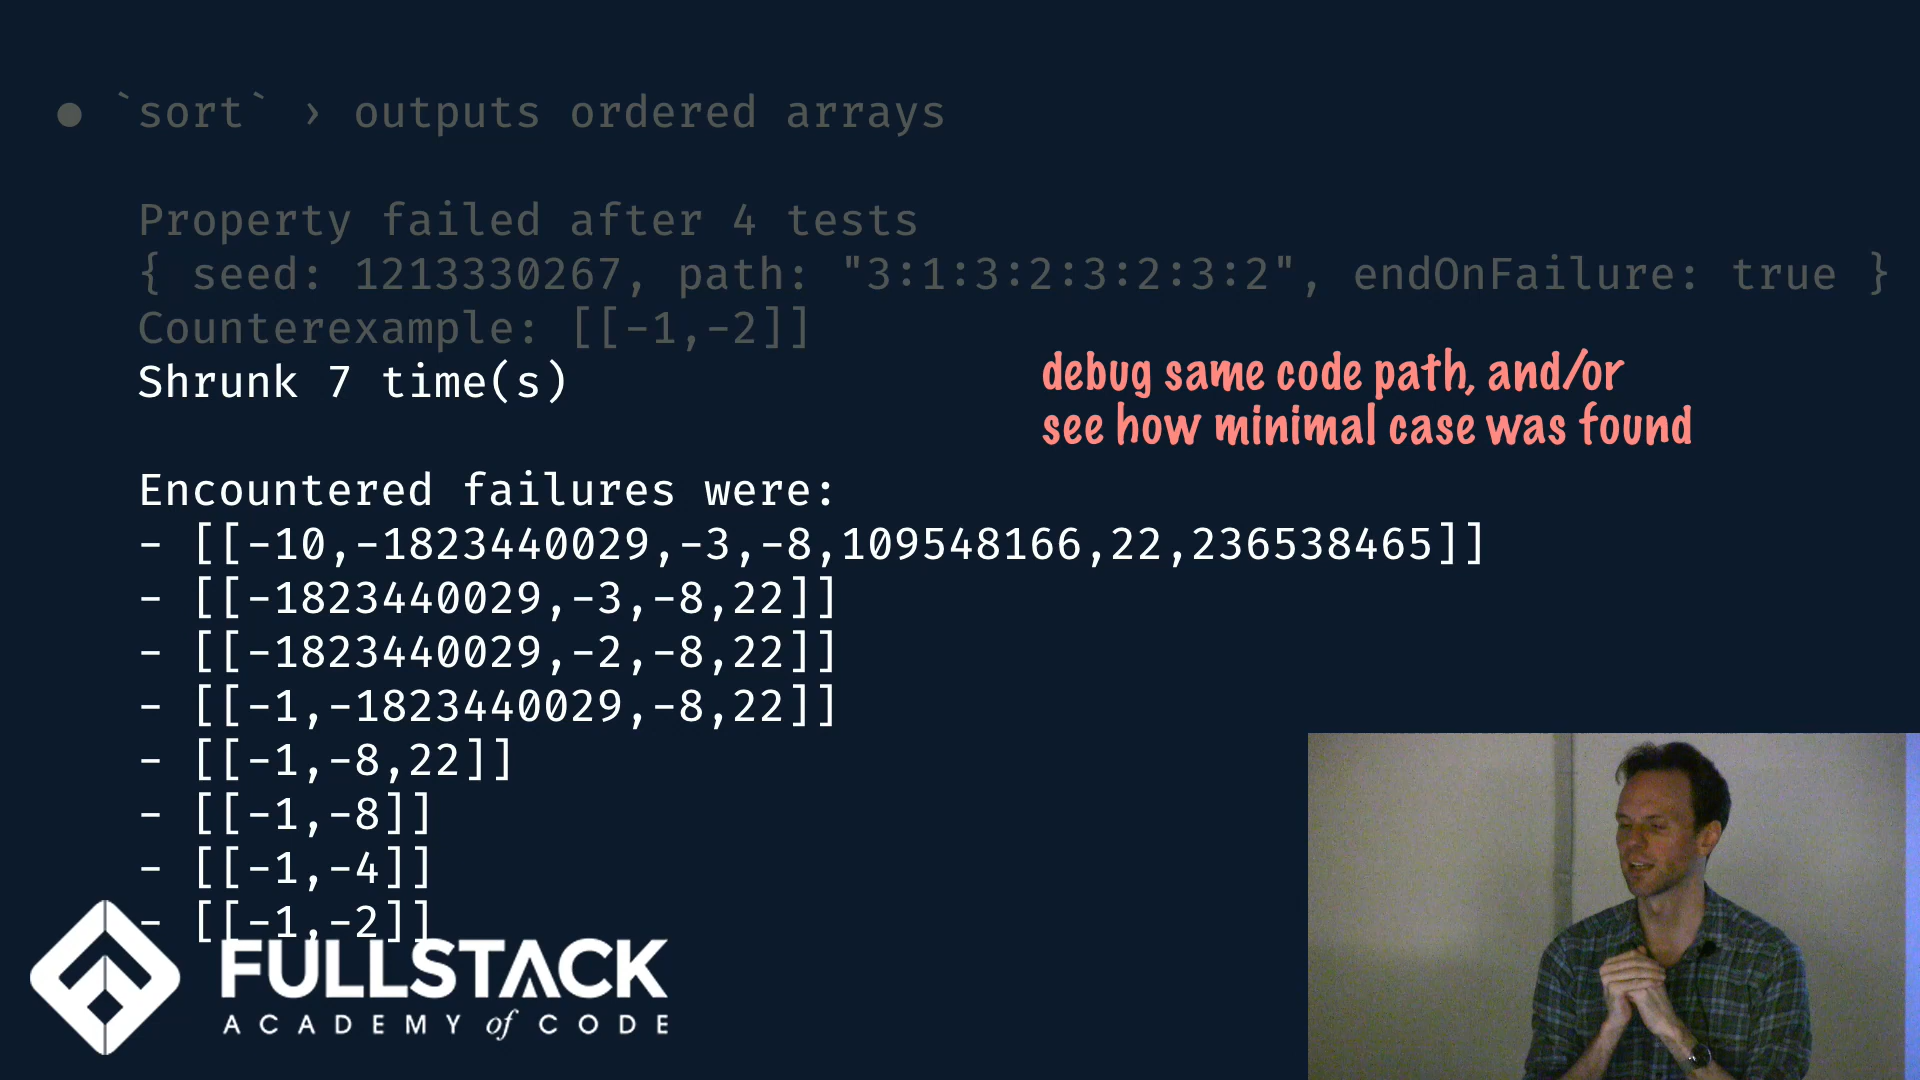 ● `sort` › outputs ordered arrays
Property failed after 4 tests
{ seed: 1213330267, path: "3:1:3:2:3:2:3:2", endOnFailure: true }
Counterexample: [[-1,-2]]
Shrunk 7 time(s)
debug same code path, and/or
see how minimal case was found
Encountered failures were:
- [[-10,-1823440029,-3,-8,109548166,22,236538465]]
- [[-1823440029,-3,-8,22]]
- [[-1823440029,-2,-8,22]]
- [[-1,-1823440029,-8,22]]
- [[-1,-8,22]]
- [[-1,-8]]
- [[-1,-4]]
- [[-1,-2]]
FULLSTACK
ACADEMY of CODE